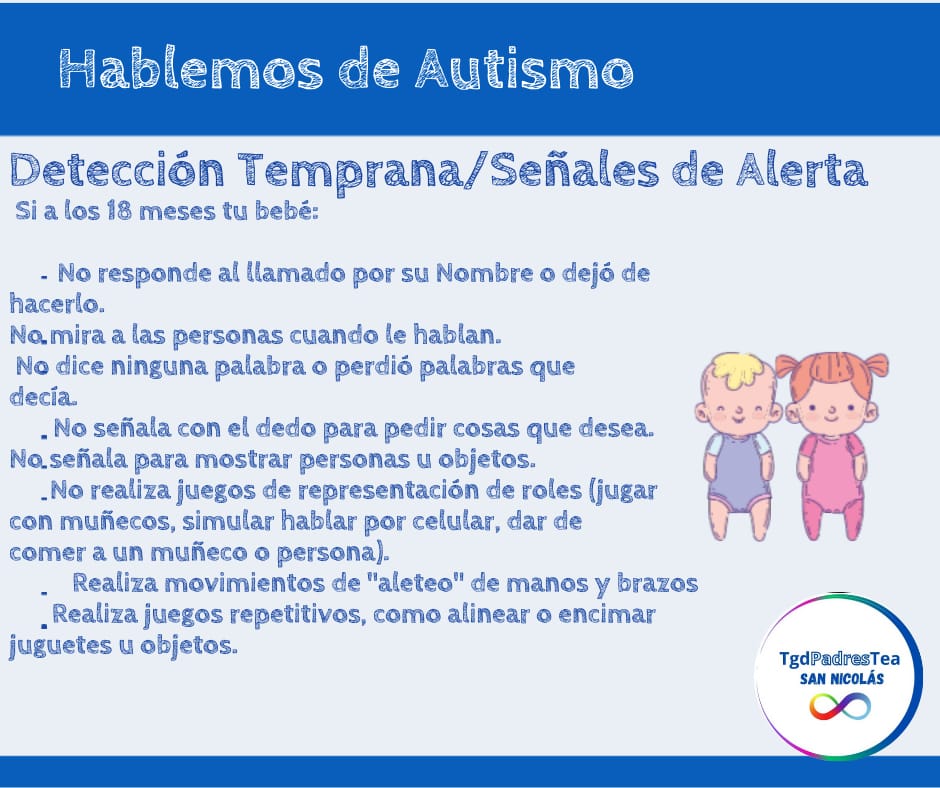 Hablemos de Autismo
Detección Temprana/Señales de Alerta
Si a los 18 meses tu bebé:
- No responde al llamado por su Nombre o dejó de
hacerlo.
No mira a las personas cuando le hablan.
No dice ninguna palabra o perdió palabras que
decía.
- No señala con el dedo para pedir cosas que desea.
No señala para mostrar personas u objetos.
-No realiza juegos de representación de roles (jugar
con muñecos, simular hablar por celular, dar de
comer a un muñeco o persona).
- Realiza movimientos de "aleteo" de manos y brazos
- Realiza juegos repetitivos, como alinear o encimar
juguetes u objetos.
TgdPadresTea
SAN NICOLÁS